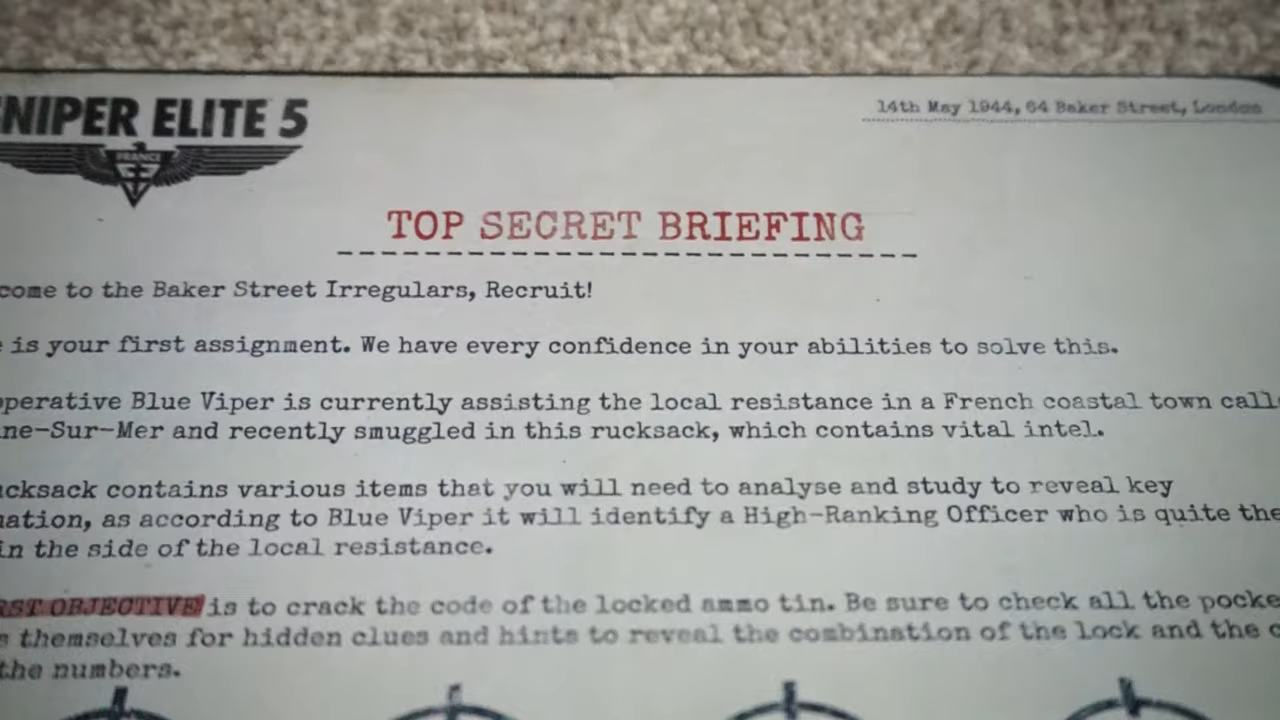 NIPER ELITE 5
FRANCE
14th May 1944, 64 Baker Street, London
TOP SECRET BRIEFING
come to the Baker Street Irregulars, Recruit!
is your first assignment. We have every confidence in your abilities to solve this.
perative Blue Viper is currently assisting the local resistance in a French coastal town call
ne-Sur-Mer and recently smuggled in this rucksack, which contains vital intel.
cksack contains various items that you will need to analyse and study to reveal key
ation, as according to Blue Viper it will identify a High-Ranking Officer who is quite the
in the side of the local resistance.
RST OBJECTIVE is to crack the code of the locked ammo tin. Be sure to check all the pocke
s themselves for hidden clues and hints to reveal the combination of the lock and the
the numbers.